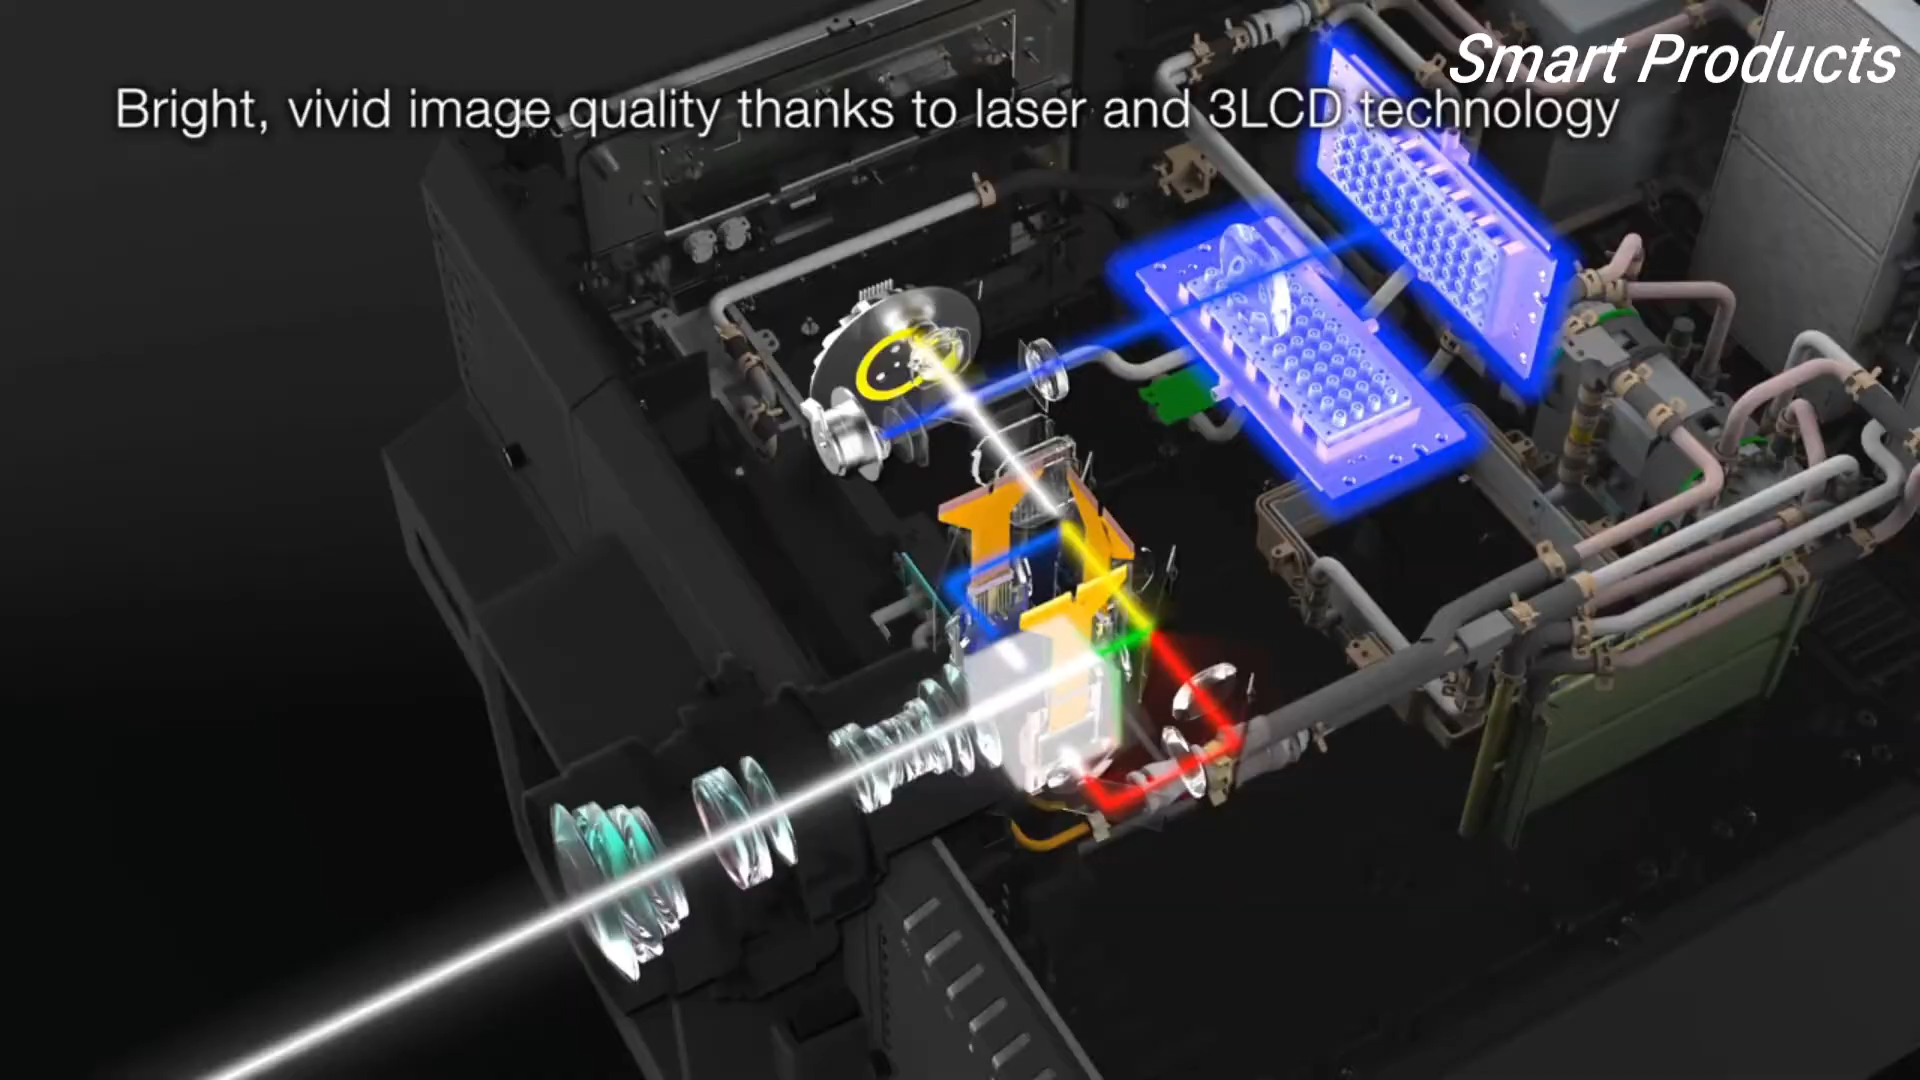 Smart Products
Bright, vivid image quality thanks to laser and 3LCD technology